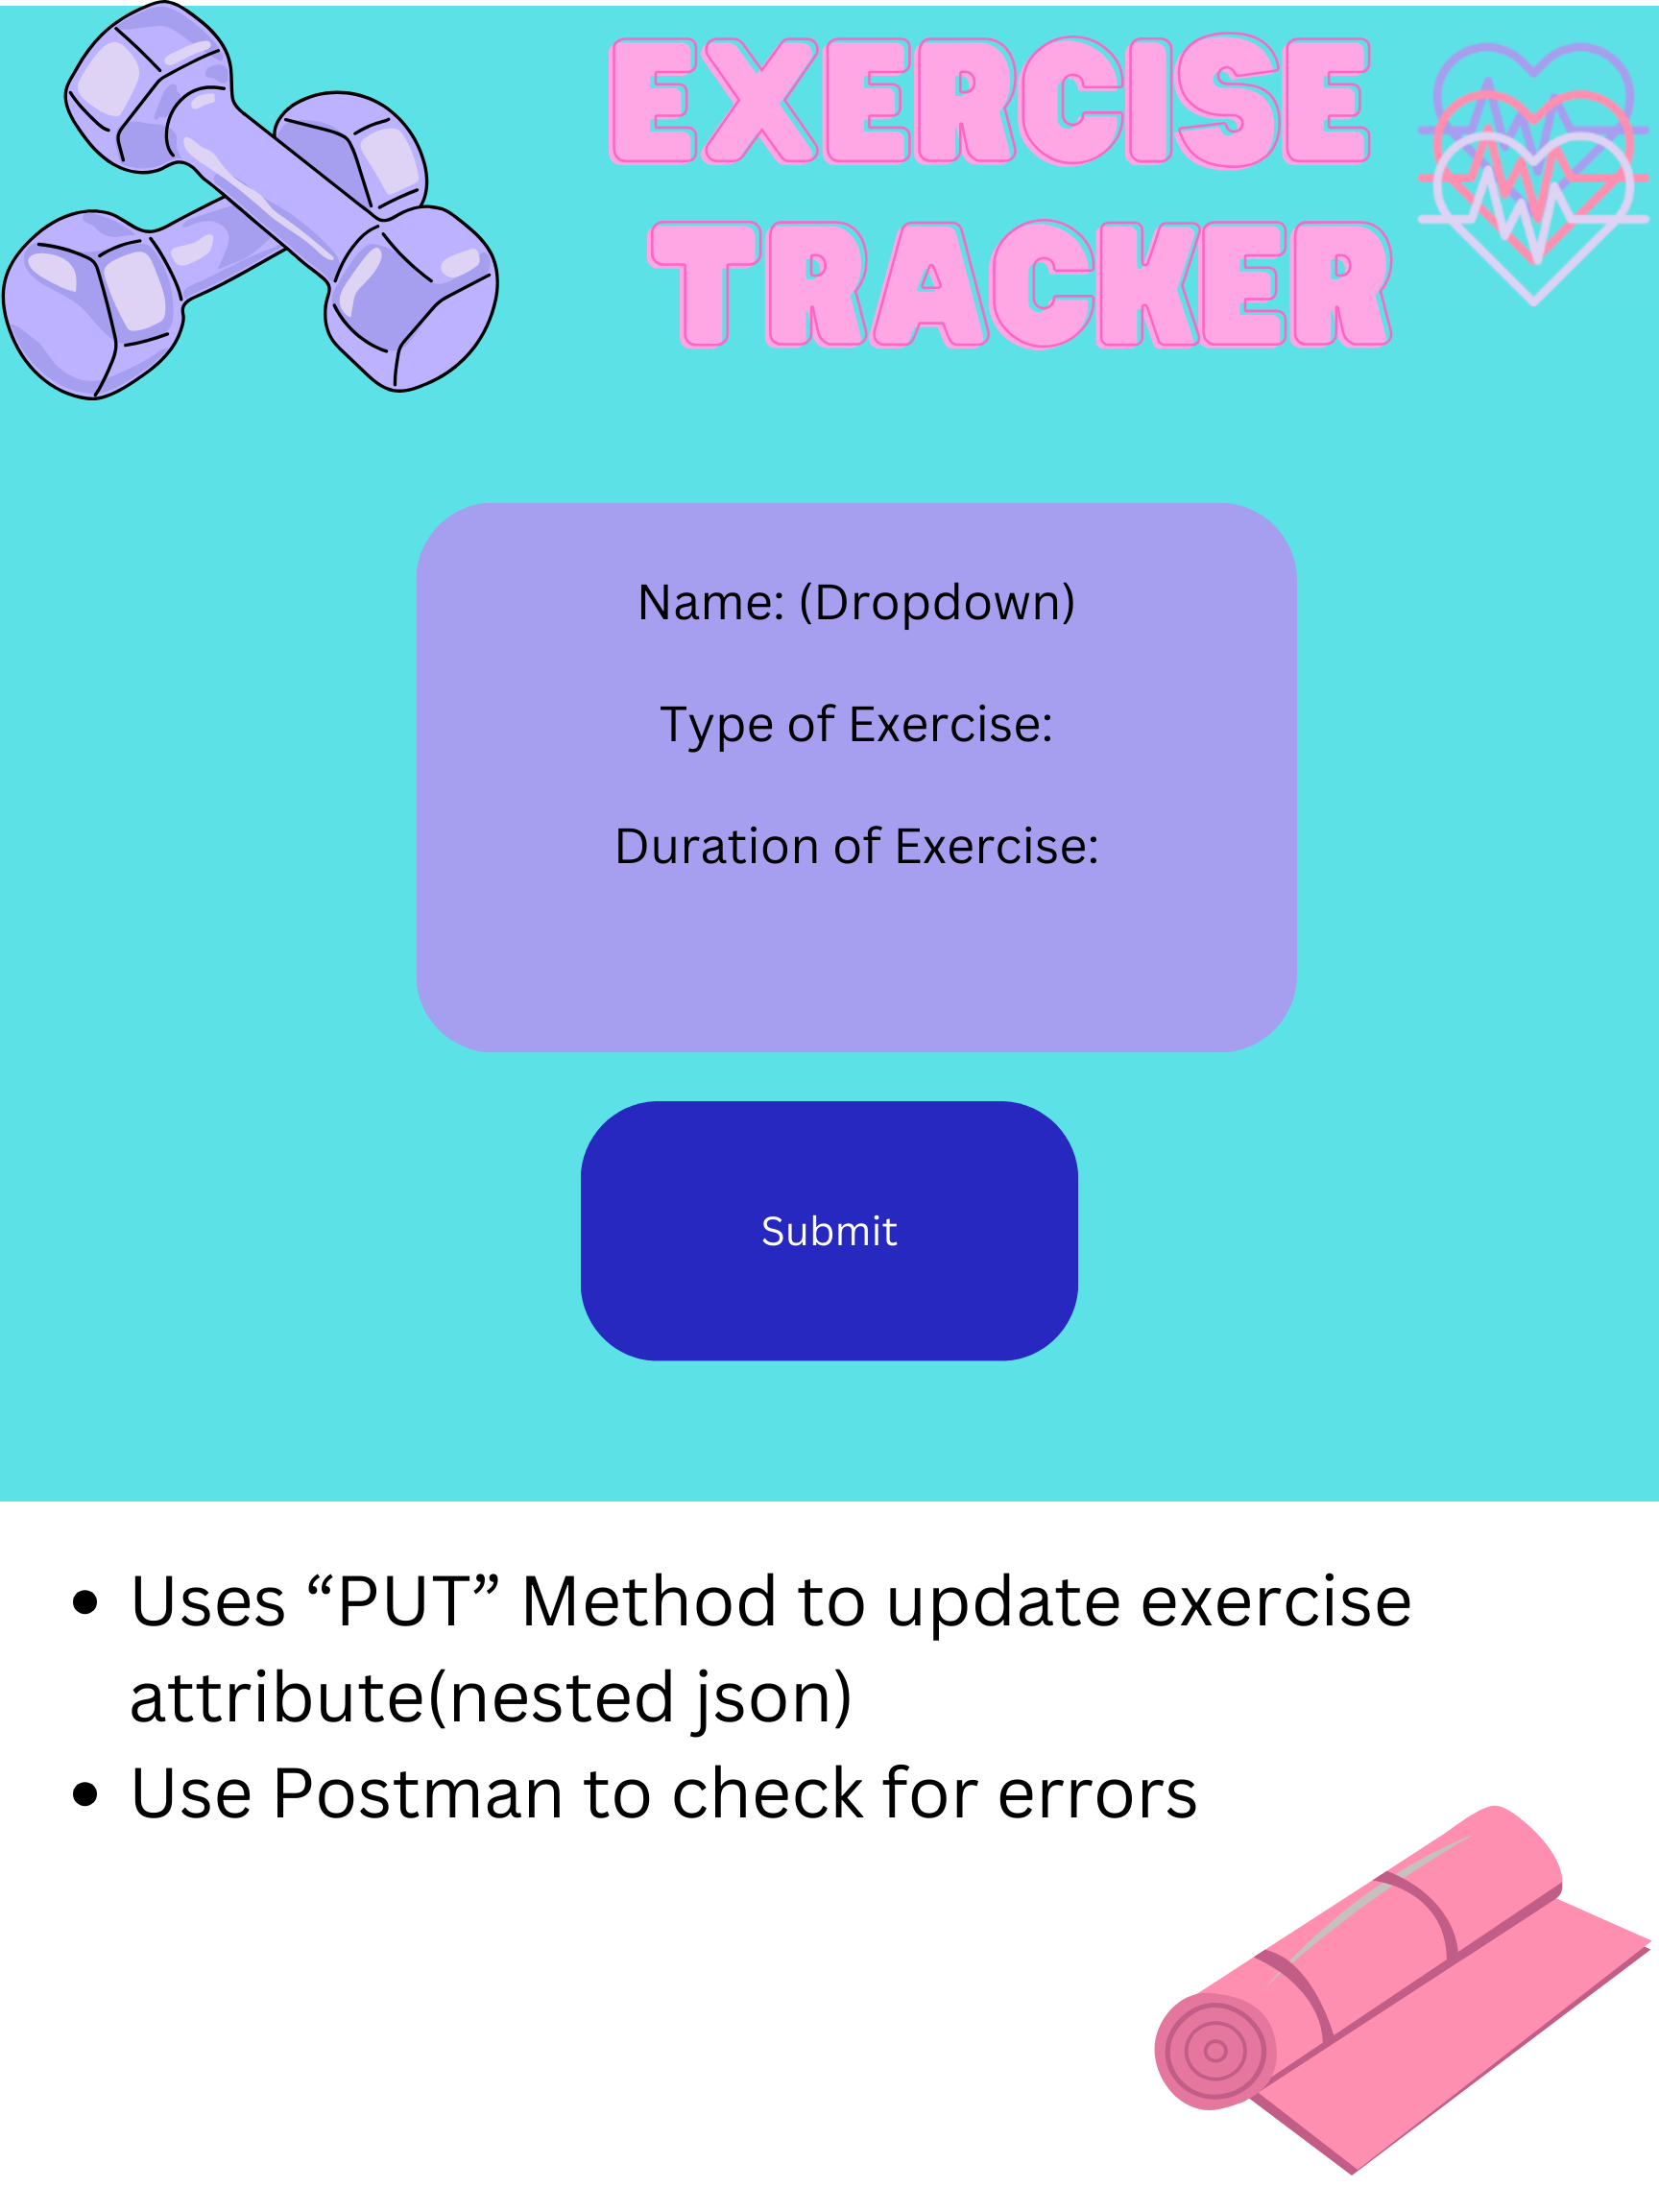 EXERCISE
TRACKER
Name: (Dropdown)
Type of Exercise:
Duration of Exercise:
Submit
• Uses “PUT” Method to update exercise
attribute(nested json)
• Use Postman to check for errors